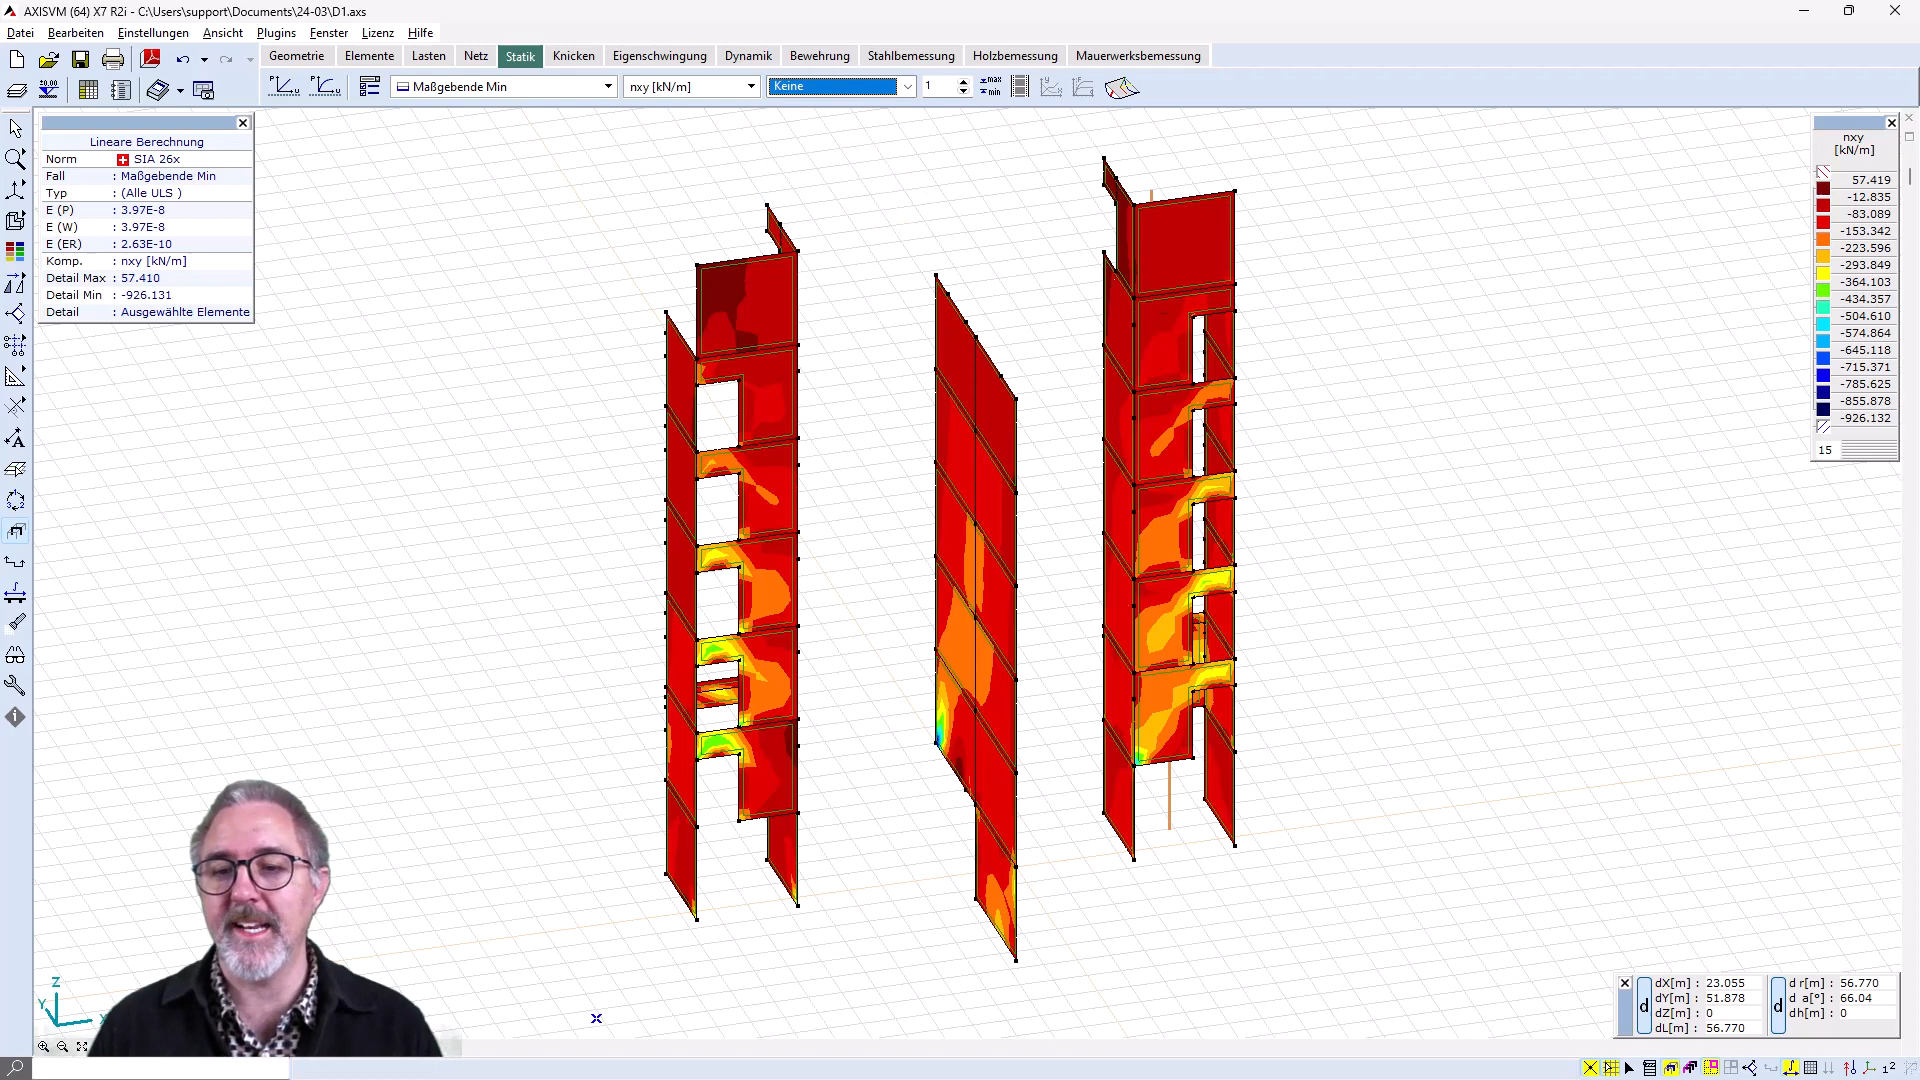 AXISVM (64) X7 R2i - C:\Users\support\Documents\24-03\D1.axs
Datei Bearbeiten Einstellungen Ansicht Plugins Fenster Lizenz Hilfe
Geometrie Elemente Lasten Netz Statik Knicken Eigenschwingung Dynamik Bewehrung Stahlbemessung Holzbemessung Mauerwerksbemessung
Maßgebende Min nxy [kN/m] Keine 1 max min
Lineare Berechnung
Norm SIA 26x
Fall : Maßgebende Min
Typ : (Alle ULS )
E (P) : 3.97E-8
E (W) : 3.97E-8
E (ER) : 2.63E-10
Komp. : nxy [kN/m]
Detail Max : 57.410
Detail Min : -926.131
Detail : Ausgewählte Elemente
nxy
[kN/m]
57.419
-12.835
-83.089
-153.342
-223.596
-293.849
-364.103
-434.357
-504.610
-574.864
-645.118
-715.371
-785.625
-855.878
-926.132
15
Z
Y
X
d
dX[m] : 23.055
dY[m] : 51.878
dZ[m] : 0
dL[m] : 56.770
d
d r[m] : 56.770
d a[°] : 66.04
dh[m] : 0